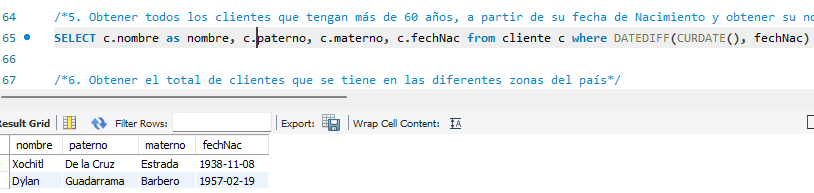 64 /*5. Obtener todos los clientes que tengan más de 60 años, a partir de su fecha de Nacimiento y obtener su
65 SELECT c.nombre as nombre, c.paterno, c.materno, c.fechNac from cliente c where DATEDIFF(CURDATE(), fechNac)
66
67 /*6. Obtener el total de clientes que se tiene en las diferentes zonas del país*/
Result Grid Filter Rows: Export: Wrap Cell Content:
nombre paterno materno fechNac
Xochitl De la Cruz Estrada 1938-11-08
Dylan Guadarrama Barbero 1957-02-19